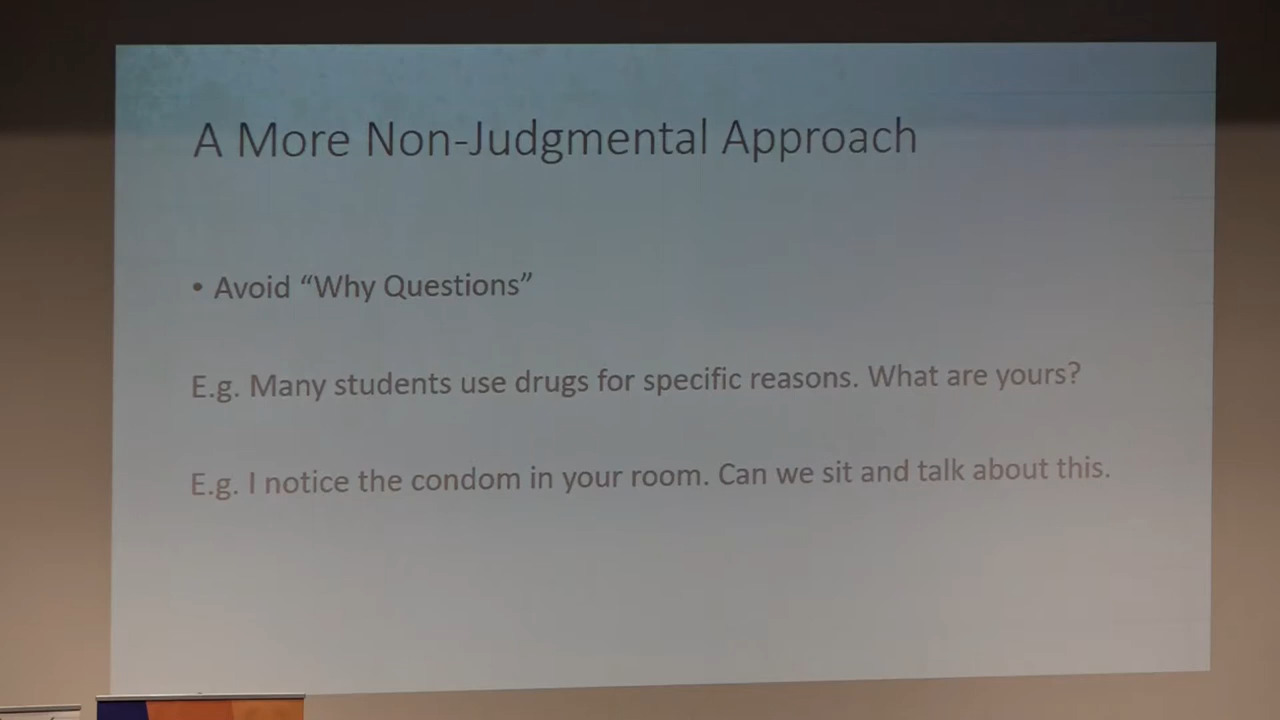 A More Non-Judgmental Approach
• Avoid “Why Questions”
E.g. Many students use drugs for specific reasons. What are yours?
E.g. I notice the condom in your room. Can we sit and talk about this.